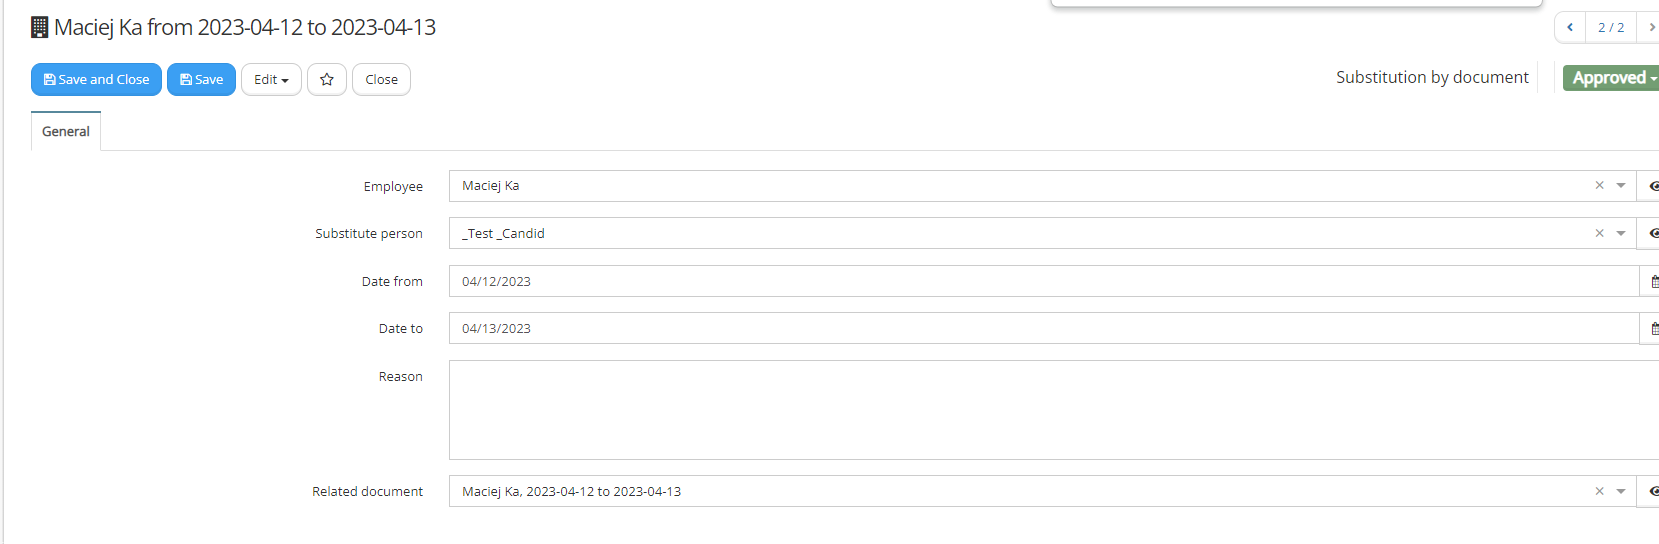 Maciej Ka from 2023-04-12 to 2023-04-13
2 / 2
Save and Close
Save
Edit
Close
Substitution by document
Approved
General
Employee
Maciej Ka
Substitute person
_Test _Candid
Date from
04/12/2023
Date to
04/13/2023
Reason
Related document
Maciej Ka, 2023-04-12 to 2023-04-13